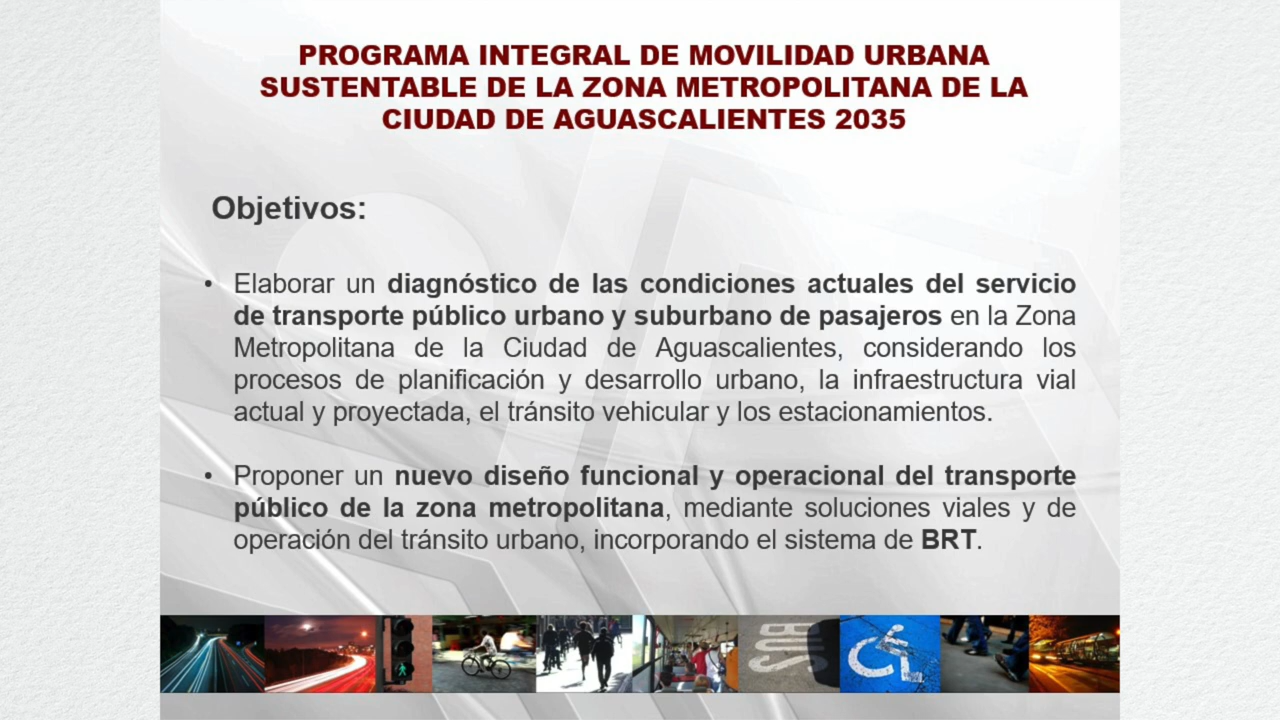 PROGRAMA INTEGRAL DE MOVILIDAD URBANA
SUSTENTABLE DE LA ZONA METROPOLITANA DE LA
CIUDAD DE AGUASCALIENTES 2035
Objetivos:
• Elaborar un diagnóstico de las condiciones actuales del servicio
de transporte público urbano y suburbano de pasajeros en la Zona
Metropolitana de la Ciudad de Aguascalientes, considerando los
procesos de planificación y desarrollo urbano, la infraestructura vial
actual y proyectada, el tránsito vehicular y los estacionamientos.
• Proponer un nuevo diseño funcional y operacional del transporte
público de la zona metropolitana, mediante soluciones viales y de
operación del tránsito urbano, incorporando el sistema de BRT.
BUS